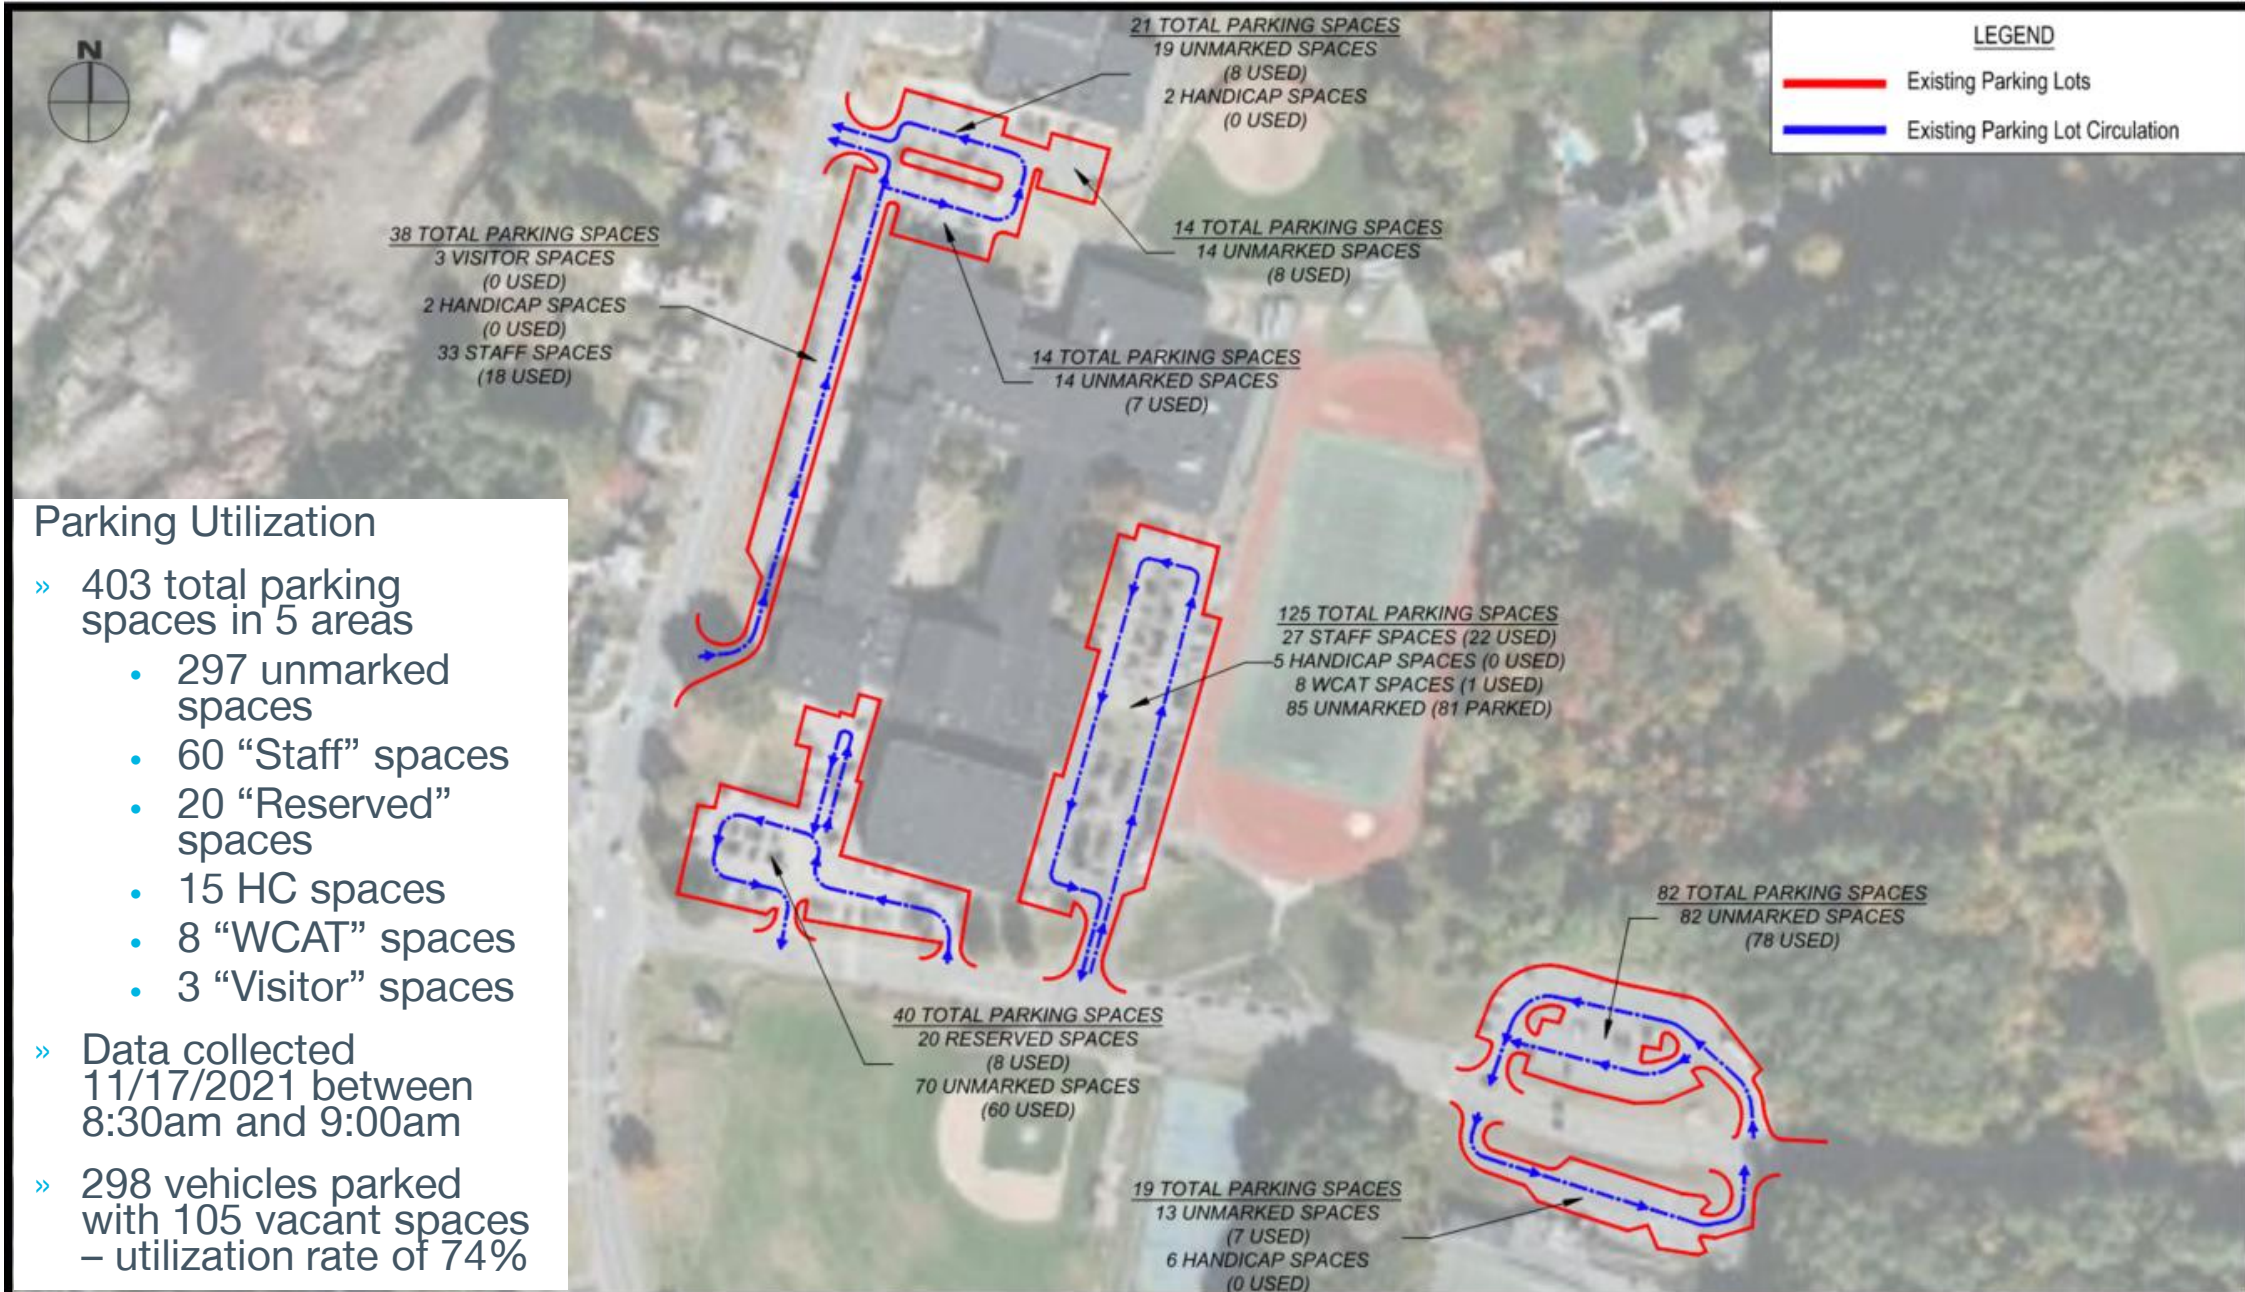 N
21 TOTAL PARKING SPACES
19 UNMARKED SPACES
(8 USED)
2 HANDICAP SPACES
(0 USED)
LEGEND
Existing Parking Lots
Existing Parking Lot Circulation
38 TOTAL PARKING SPACES
3 VISITOR SPACES
(0 USED)
2 HANDICAP SPACES
(0 USED)
33 STAFF SPACES
(18 USED)
14 TOTAL PARKING SPACES
14 UNMARKED SPACES
(8 USED)
14 TOTAL PARKING SPACES
14 UNMARKED SPACES
(7 USED)
125 TOTAL PARKING SPACES
27 STAFF SPACES (22 USED)
5 HANDICAP SPACES (0 USED)
8 WCAT SPACES (1 USED)
85 UNMARKED (81 PARKED)
82 TOTAL PARKING SPACES
82 UNMARKED SPACES
(78 USED)
40 TOTAL PARKING SPACES
20 RESERVED SPACES
(8 USED)
70 UNMARKED SPACES
(60 USED)
19 TOTAL PARKING SPACES
13 UNMARKED SPACES
(7 USED)
6 HANDICAP SPACES
(0 USED)
Parking Utilization
» 403 total parking
spaces in 5 areas
• 297 unmarked
spaces
• 60 “Staff” spaces
• 20 “Reserved”
spaces
• 15 HC spaces
• 8 “WCAT” spaces
• 3 “Visitor” spaces
» Data collected
11/17/2021 between
8:30am and 9:00am
» 298 vehicles parked
with 105 vacant spaces
– utilization rate of 74%